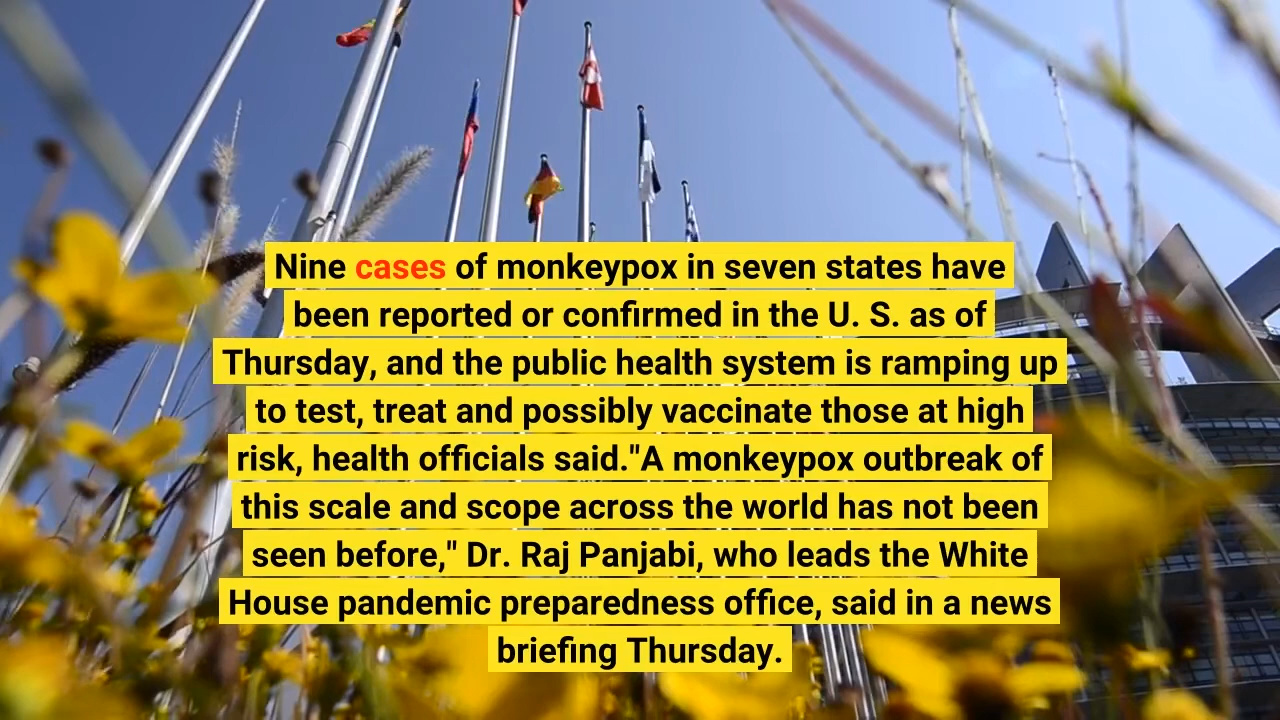 Nine cases of monkeypox in seven states have
been reported or confirmed in the U. S. as of
Thursday, and the public health system is ramping up
to test, treat and possibly vaccinate those at high
risk, health officials said."A monkeypox outbreak of
this scale and scope across the world has not been
seen before," Dr. Raj Panjabi, who leads the White
House pandemic preparedness office, said in a news
briefing Thursday.